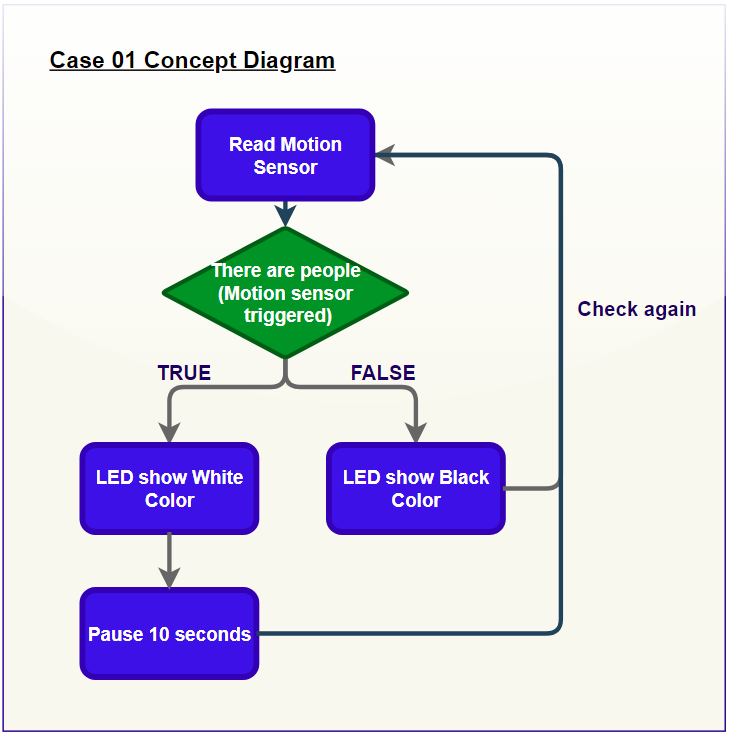 Case 01 Concept Diagram
Read Motion
Sensor
There are people
(Motion sensor
triggered)
Check again
TRUE
FALSE
LED show White
Color
LED show Black
Color
Pause 10 seconds